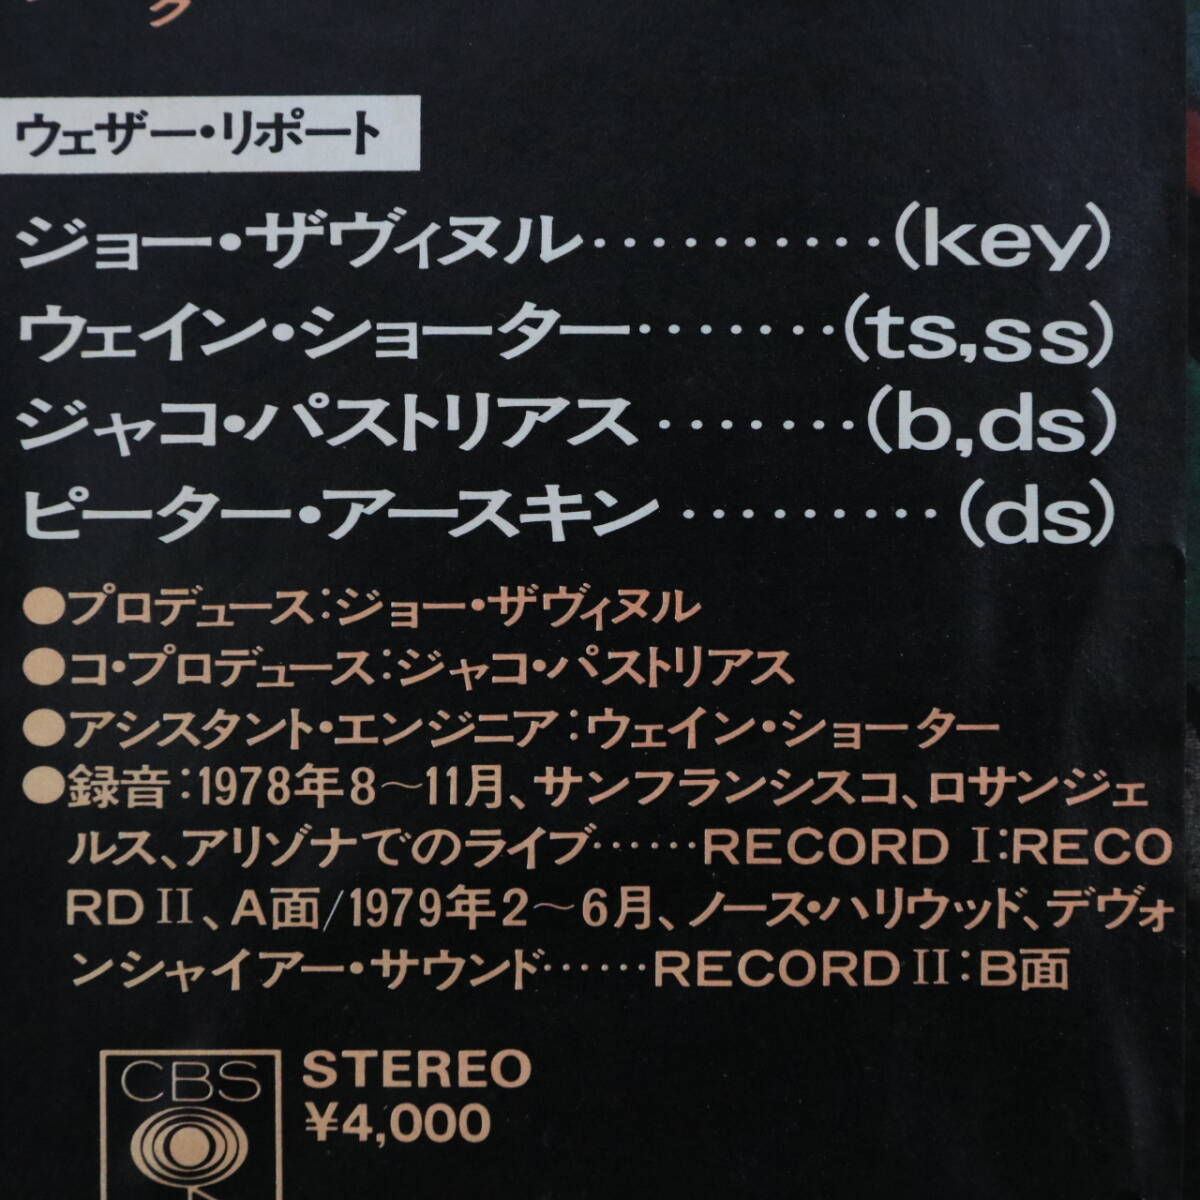 ウェザー・リポート
ジョー・ザヴィヌル・・・・・・・・・・(key)
ウェイン・ショーター・・・・・・・(ts,ss)
ジャコ・パストリアス・・・・・・・(b,ds)
ピーター・アースキン・・・・・・・・・(ds)
●プロデュース:ジョー・ザヴィヌル
●コ・プロデュース:ジャコ・パストリアス
●アシスタント・エンジニア:ウェイン・ショーター
●録音:1978年8〜11月、サンフランシスコ、ロサンジェ
ルス、アリゾナでのライブ……RECORD I:RECO
RD II、A面/1979年2〜6月、ノース・ハリウッド、デヴォ
ンシャイアー・サウンド……RECORD II:B面
CBS
STEREO
¥4,000